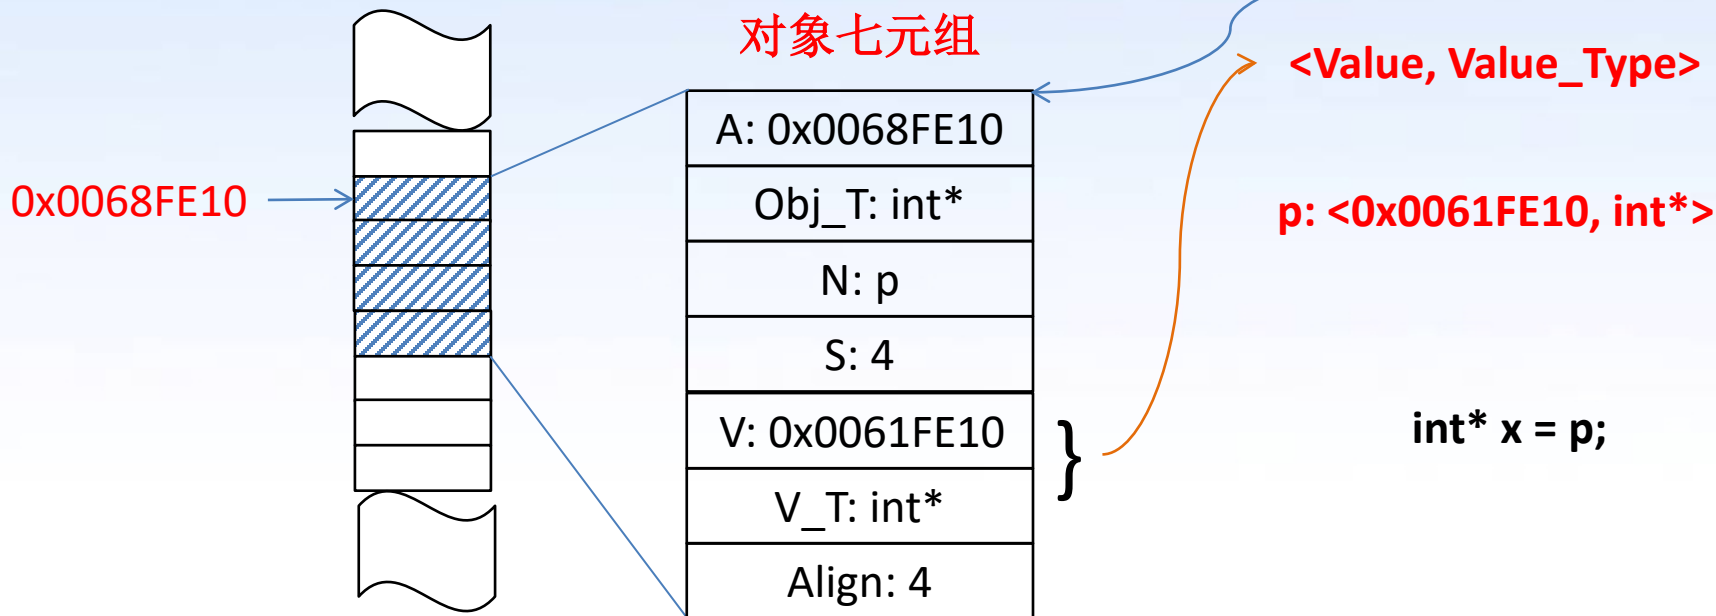 对象七元组
<Value, Value_Type>
A: 0x0068FE10
0x0068FE10
Obj_T: int*
p: <0x0061FE10, int*>
N: p
S: 4
V: 0x0061FE10
}
int* x = p;
V_T: int*
Align: 4